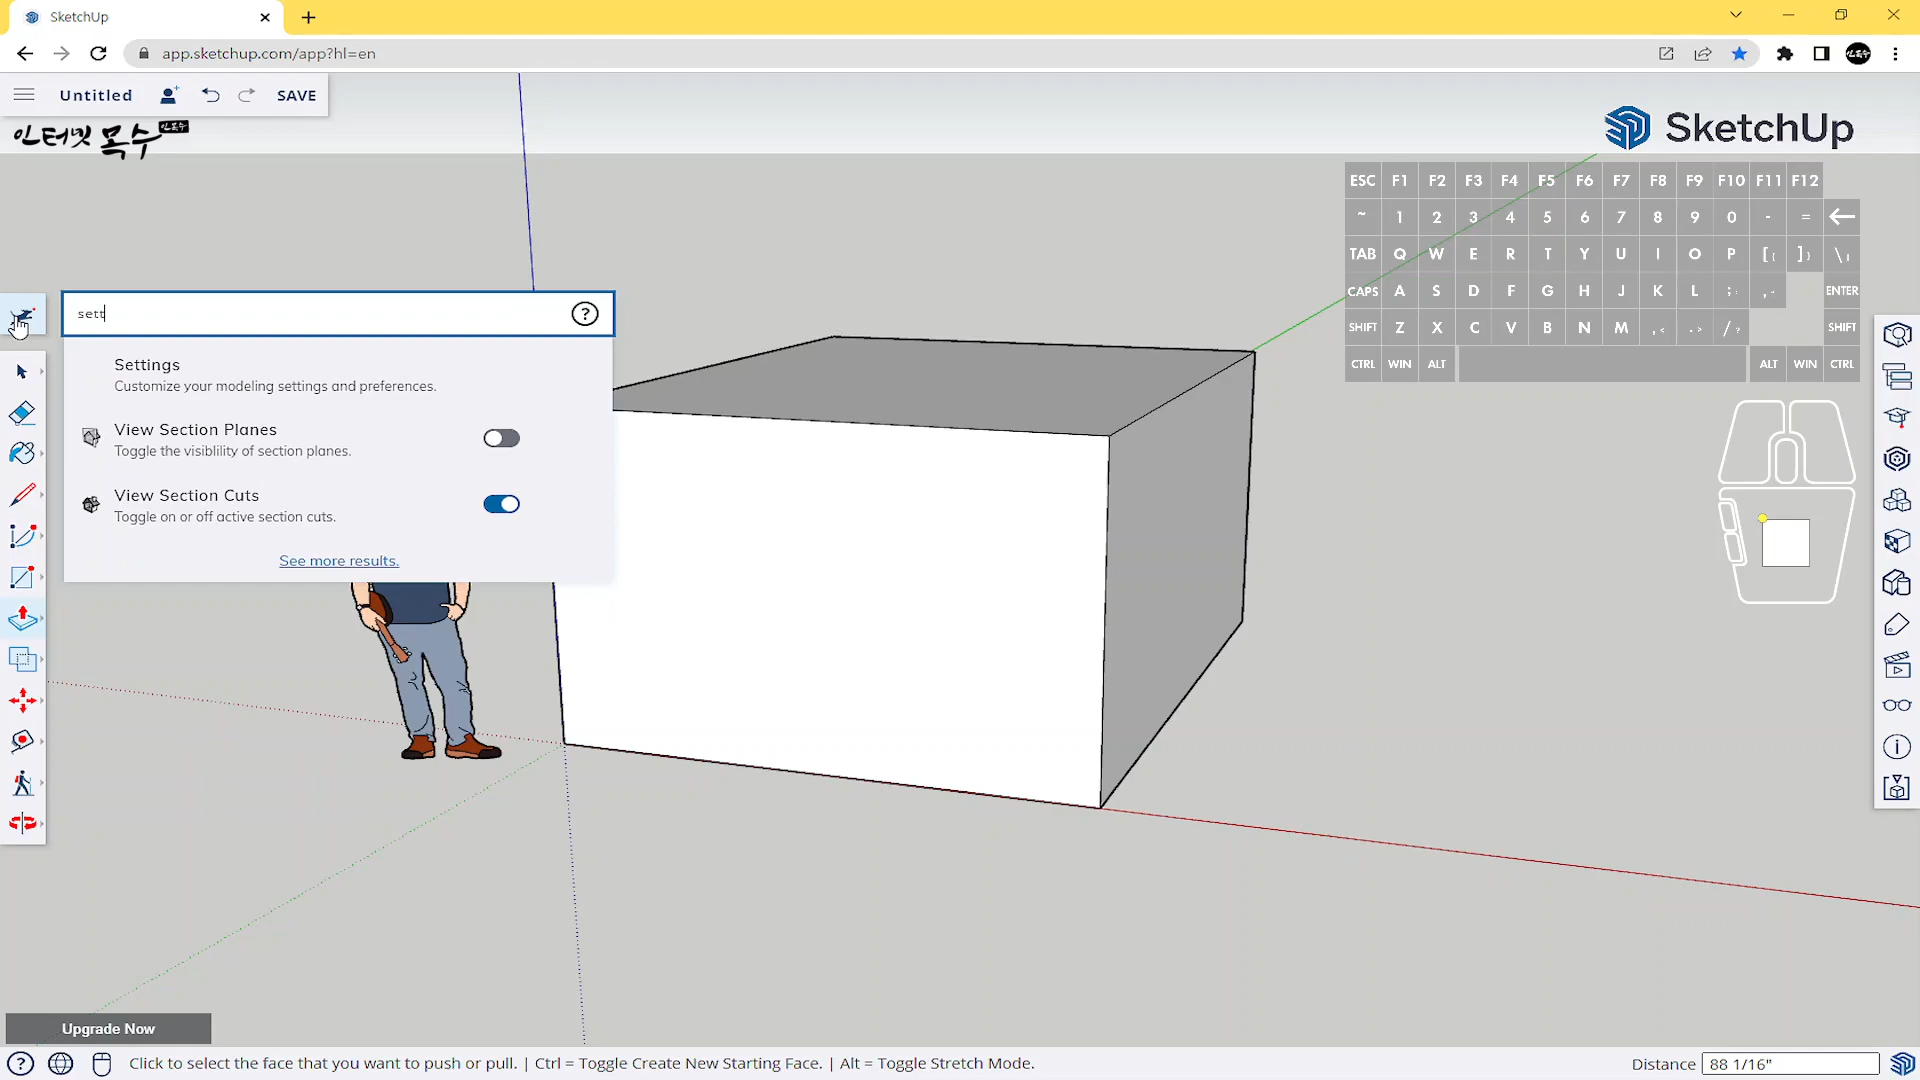 SketchUp
app.sketchup.com/app?hl=en
Untitled
SAVE
인터넷 목수
인목수
SketchUp
ESC F1 F2 F3 F4 F5 F6 F7 F8 F9 F10 F11 F12
~ 1 2 3 4 5 6 7 8 9 0 - =
TAB Q W E R T Y U I O P [{ ]} \|
CAPS A S D F G H J K L ;:
ENTER
SHIFT Z X C V B N M ,< .> /? SHIFT
CTRL WIN ALT ALT WIN CTRL
sett
?
Settings
Customize your modeling settings and preferences.
View Section Planes
Toggle the visiblility of section planes.
View Section Cuts
Toggle on or off active section cuts.
See more results.
Upgrade Now
Click to select the face that you want to push or pull. | Ctrl = Toggle Create New Starting Face. | Alt = Toggle Stretch Mode.
Distance 88 1/16"